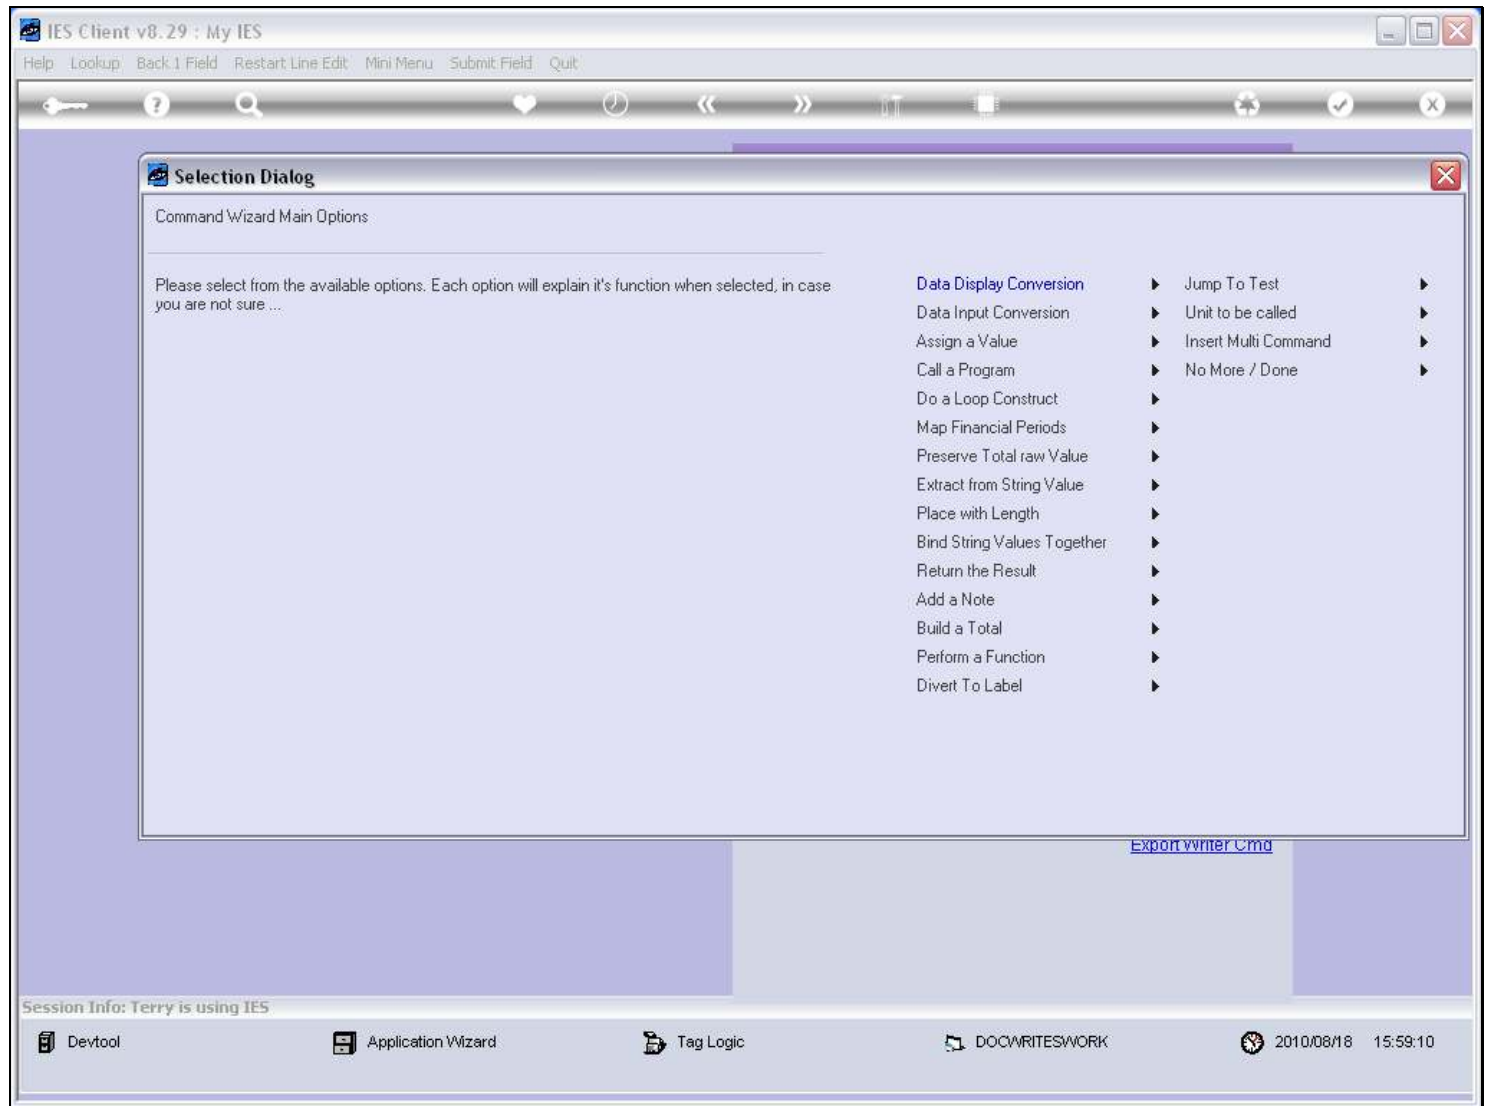 IES Client v8.29 : My IES
Help Lookup Back 1 Field Restart Line Edit Mini Menu Submit Field Quit
Selection Dialog
Command Wizard Main Options
Please select from the available options. Each option will explain it's function when selected, in case
you are not sure ...
Data Display Conversion
Data Input Conversion
Assign a Value
Call a Program
Do a Loop Construct
Map Financial Periods
Preserve Total raw Value
Extract from String Value
Place with Length
Bind String Values Together
Return the Result
Add a Note
Build a Total
Perform a Function
Divert To Label
Jump To Test
Unit to be called
Insert Multi Command
No More / Done
Export Writer Cmd
Session Info: Terry is using IES
Devtool Application Wizard Tag Logic DOCWRITESWORK 2010/08/18 15:59:10